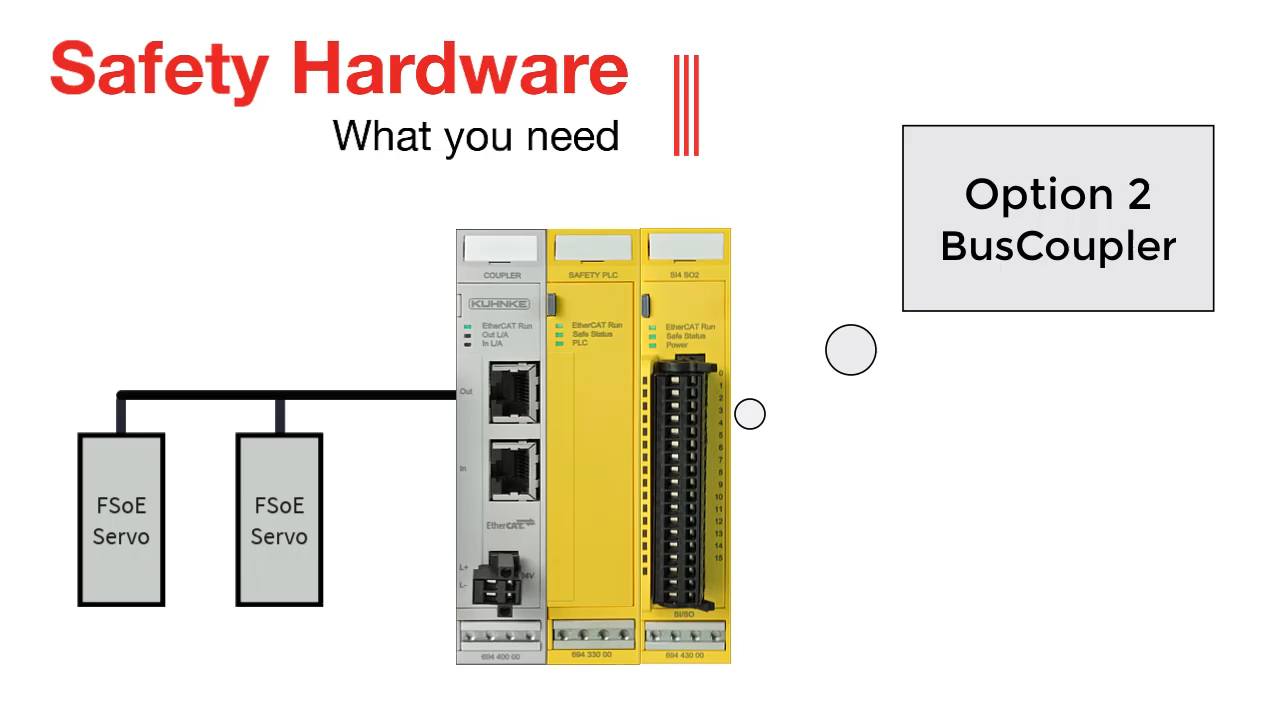 Safety Hardware
What you need
Option 2
BusCoupler
COUPLER
KUHNKE
EtherCAT Run
Out L/A
In L/A
Out
In
EtherCAT
L+
L-
24V
694 400 00
SAFETY PLC
EtherCAT Run
Safe Status
PLC
694 330 00
SI4 SO2
EtherCAT Run
Safe Status
Power
0
1
2
3
4
5
6
7
8
9
10
11
12
13
14
15
SI/SO
694 430 00
FSoE
Servo
FSoE
Servo